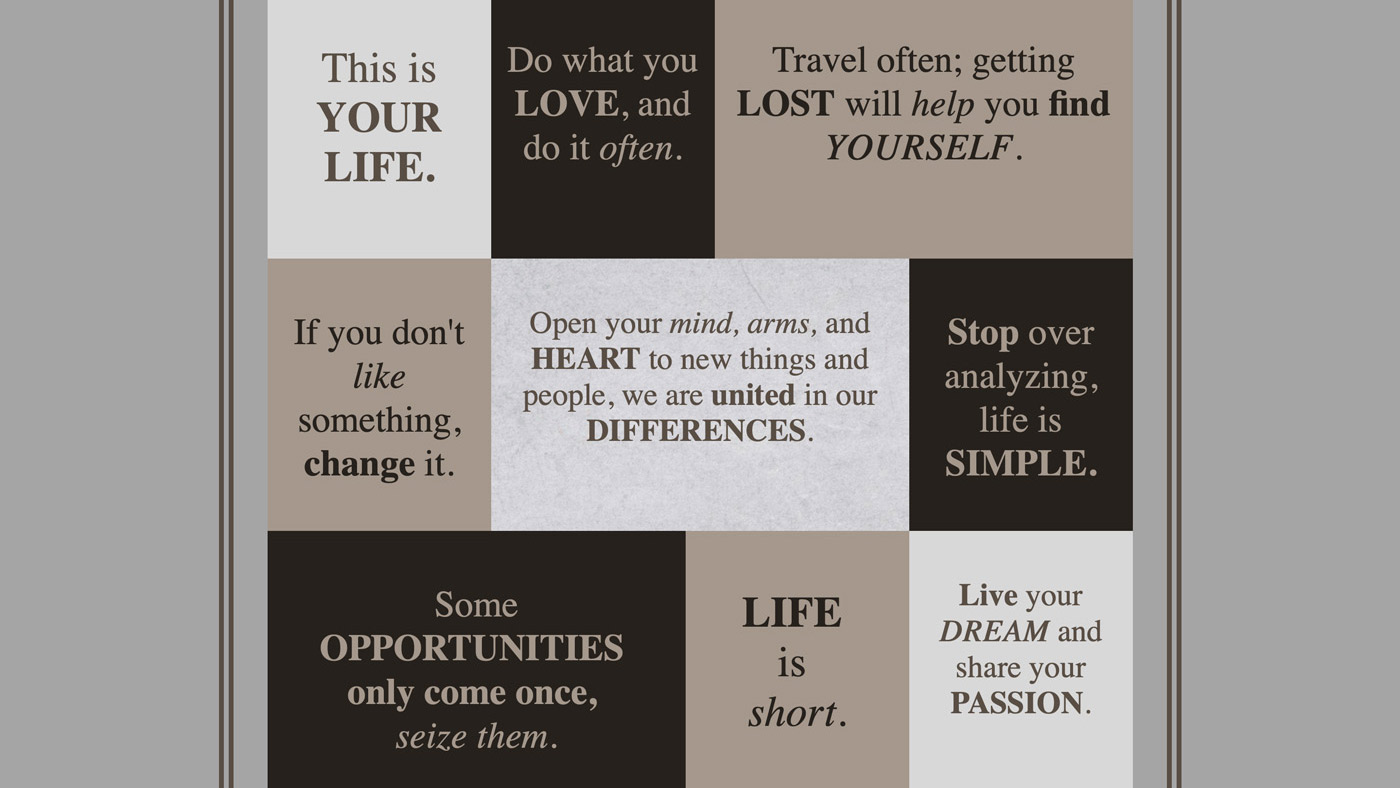 This is
YOUR
LIFE.
Do what you
LOVE, and
do it often.
Travel often; getting
LOST will help you find
YOURSELF.
If you don't
like
something,
change it.
Open your mind, arms, and
HEART to new things and
people, we are united in our
DIFFERENCES.
Stop over
analyzing,
life is
SIMPLE.
Some
OPPORTUNITIES
only come once,
seize them.
LIFE
is
short.
Live your
DREAM and
share your
PASSION.